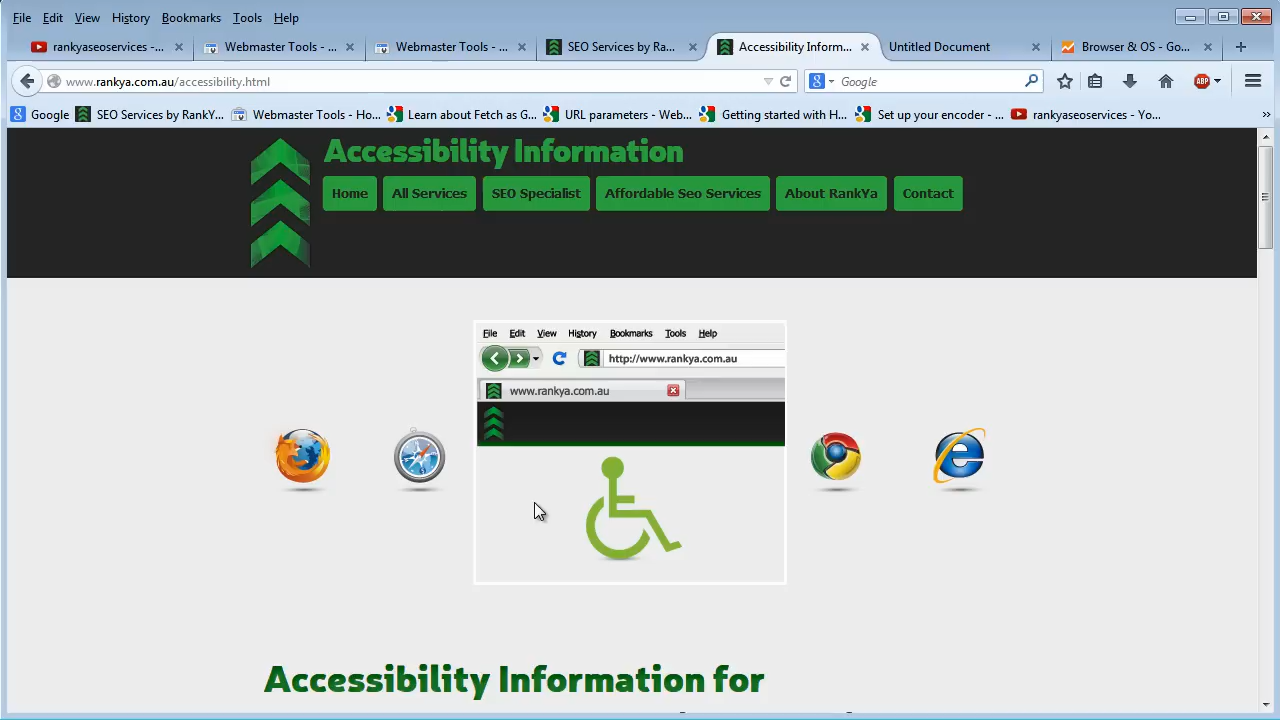 File Edit View History Bookmarks Tools Help
rankyaseoservices -... Webmaster Tools - ... Webmaster Tools - ... SEO Services by Ra... Accessibility Inform... Untitled Document Browser & OS - Go...
www.rankya.com.au/accessibility.html Google
Google SEO Services by RankY... Webmaster Tools - Ho... Learn about Fetch as G... URL parameters - Web... Getting started with H... Set up your encoder - ... rankyaseoservices - Yo...
Accessibility Information
Home All Services SEO Specialist Affordable Seo Services About RankYa Contact
File Edit View History Bookmarks Tools Help
http://www.rankya.com.au
www.rankya.com.au
Accessibility Information for